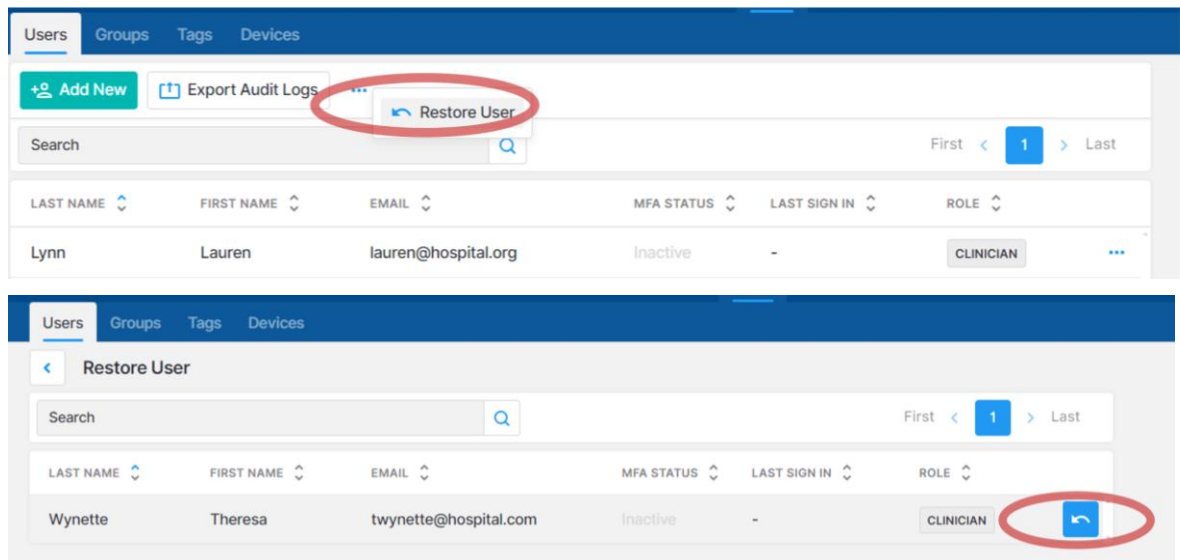 Users Groups Tags Devices
Add New Export Audit Logs ...
Restore User
Search First < 1 > Last
LAST NAME FIRST NAME EMAIL MFA STATUS LAST SIGN IN ROLE
Lynn Lauren lauren@hospital.org Inactive - CLINICIAN ...
Users Groups Tags Devices
< Restore User
Search First < 1 > Last
LAST NAME FIRST NAME EMAIL MFA STATUS LAST SIGN IN ROLE
Wynette Theresa twynette@hospital.com Inactive - CLINICIAN